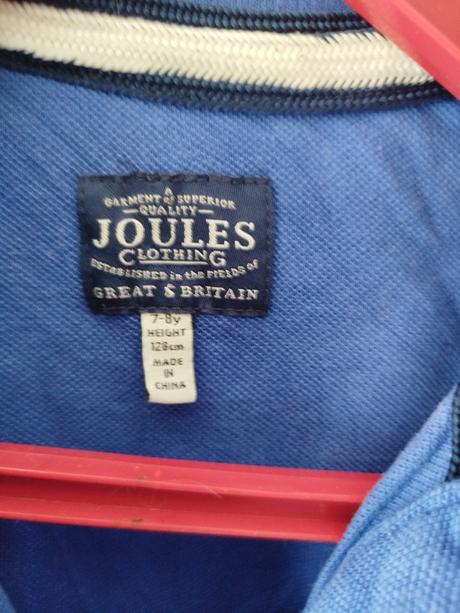 GARMENT of SUPERIOR
QUALITY
JOULES
CLOTHING
ESTABLISHED in the FIELDS of
GREAT & BRITAIN
7-8y
HEIGHT
128cm
MADE
IN
CHINA